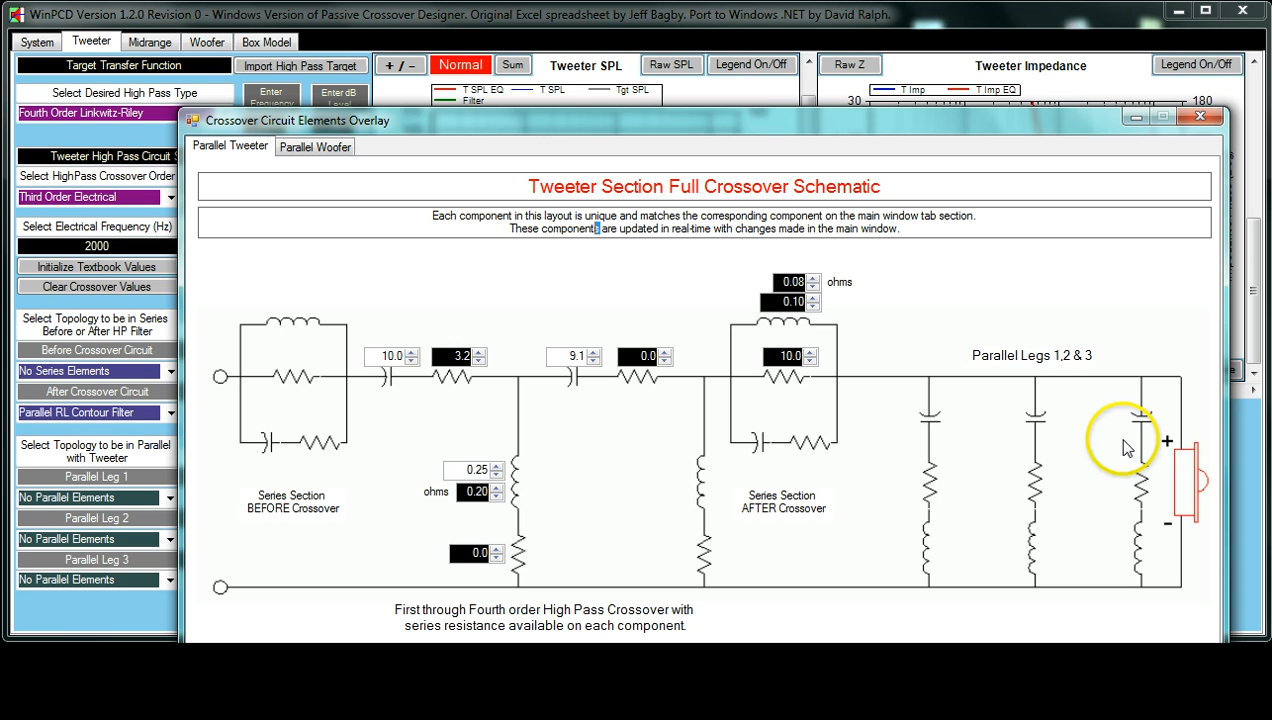 WinPCD Version 1.2.0 Revision 0 - Windows Version of Passive Crossover Designer. Original Excel spreadsheet by Jeff Bagby. Port to Windows .NET by David Ralph.
System Tweeter Midrange Woofer Box Model
Target Transfer Function
Import High Pass Target
+ / -
Normal
Sum
Tweeter SPL
Raw SPL
Legend On/Off
Raw Z
Tweeter Impedance
Legend On/Off
Select Desired High Pass Type
Enter
Frequency
Enter dB
Level
T SPL EQ T SPL Tgt SPL
Filter
T Imp T Imp EQ
30
180
Fourth Order Linkwitz-Riley
Crossover Circuit Elements Overlay
Parallel Tweeter Parallel Woofer
Tweeter High Pass Circuit S
Select HighPass Crossover Order
Third Order Electrical
Select Electrical Frequency (Hz)
2000
Initialize Textbook Values
Clear Crossover Values
Select Topology to be in Series
Before or After HP Filter
Before Crossover Circuit
No Series Elements
After Crossover Circuit
Parallel RL Contour Filter
Select Topology to be in Parallel
with Tweeter
Parallel Leg 1
No Parallel Elements
Parallel Leg 2
No Parallel Elements
Parallel Leg 3
No Parallel Elements
Tweeter Section Full Crossover Schematic
Each component in this layout is unique and matches the corresponding component on the main window tab section.
These components are updated in real-time with changes made in the main window.
0.08 ohms
0.10
10.0
3.2
9.1
0.0
10.0
Parallel Legs 1,2 & 3
+
0.25
ohms 0.20
0.0
-
Series Section
BEFORE Crossover
Series Section
AFTER Crossover
First through Fourth order High Pass Crossover with
series resistance available on each component.